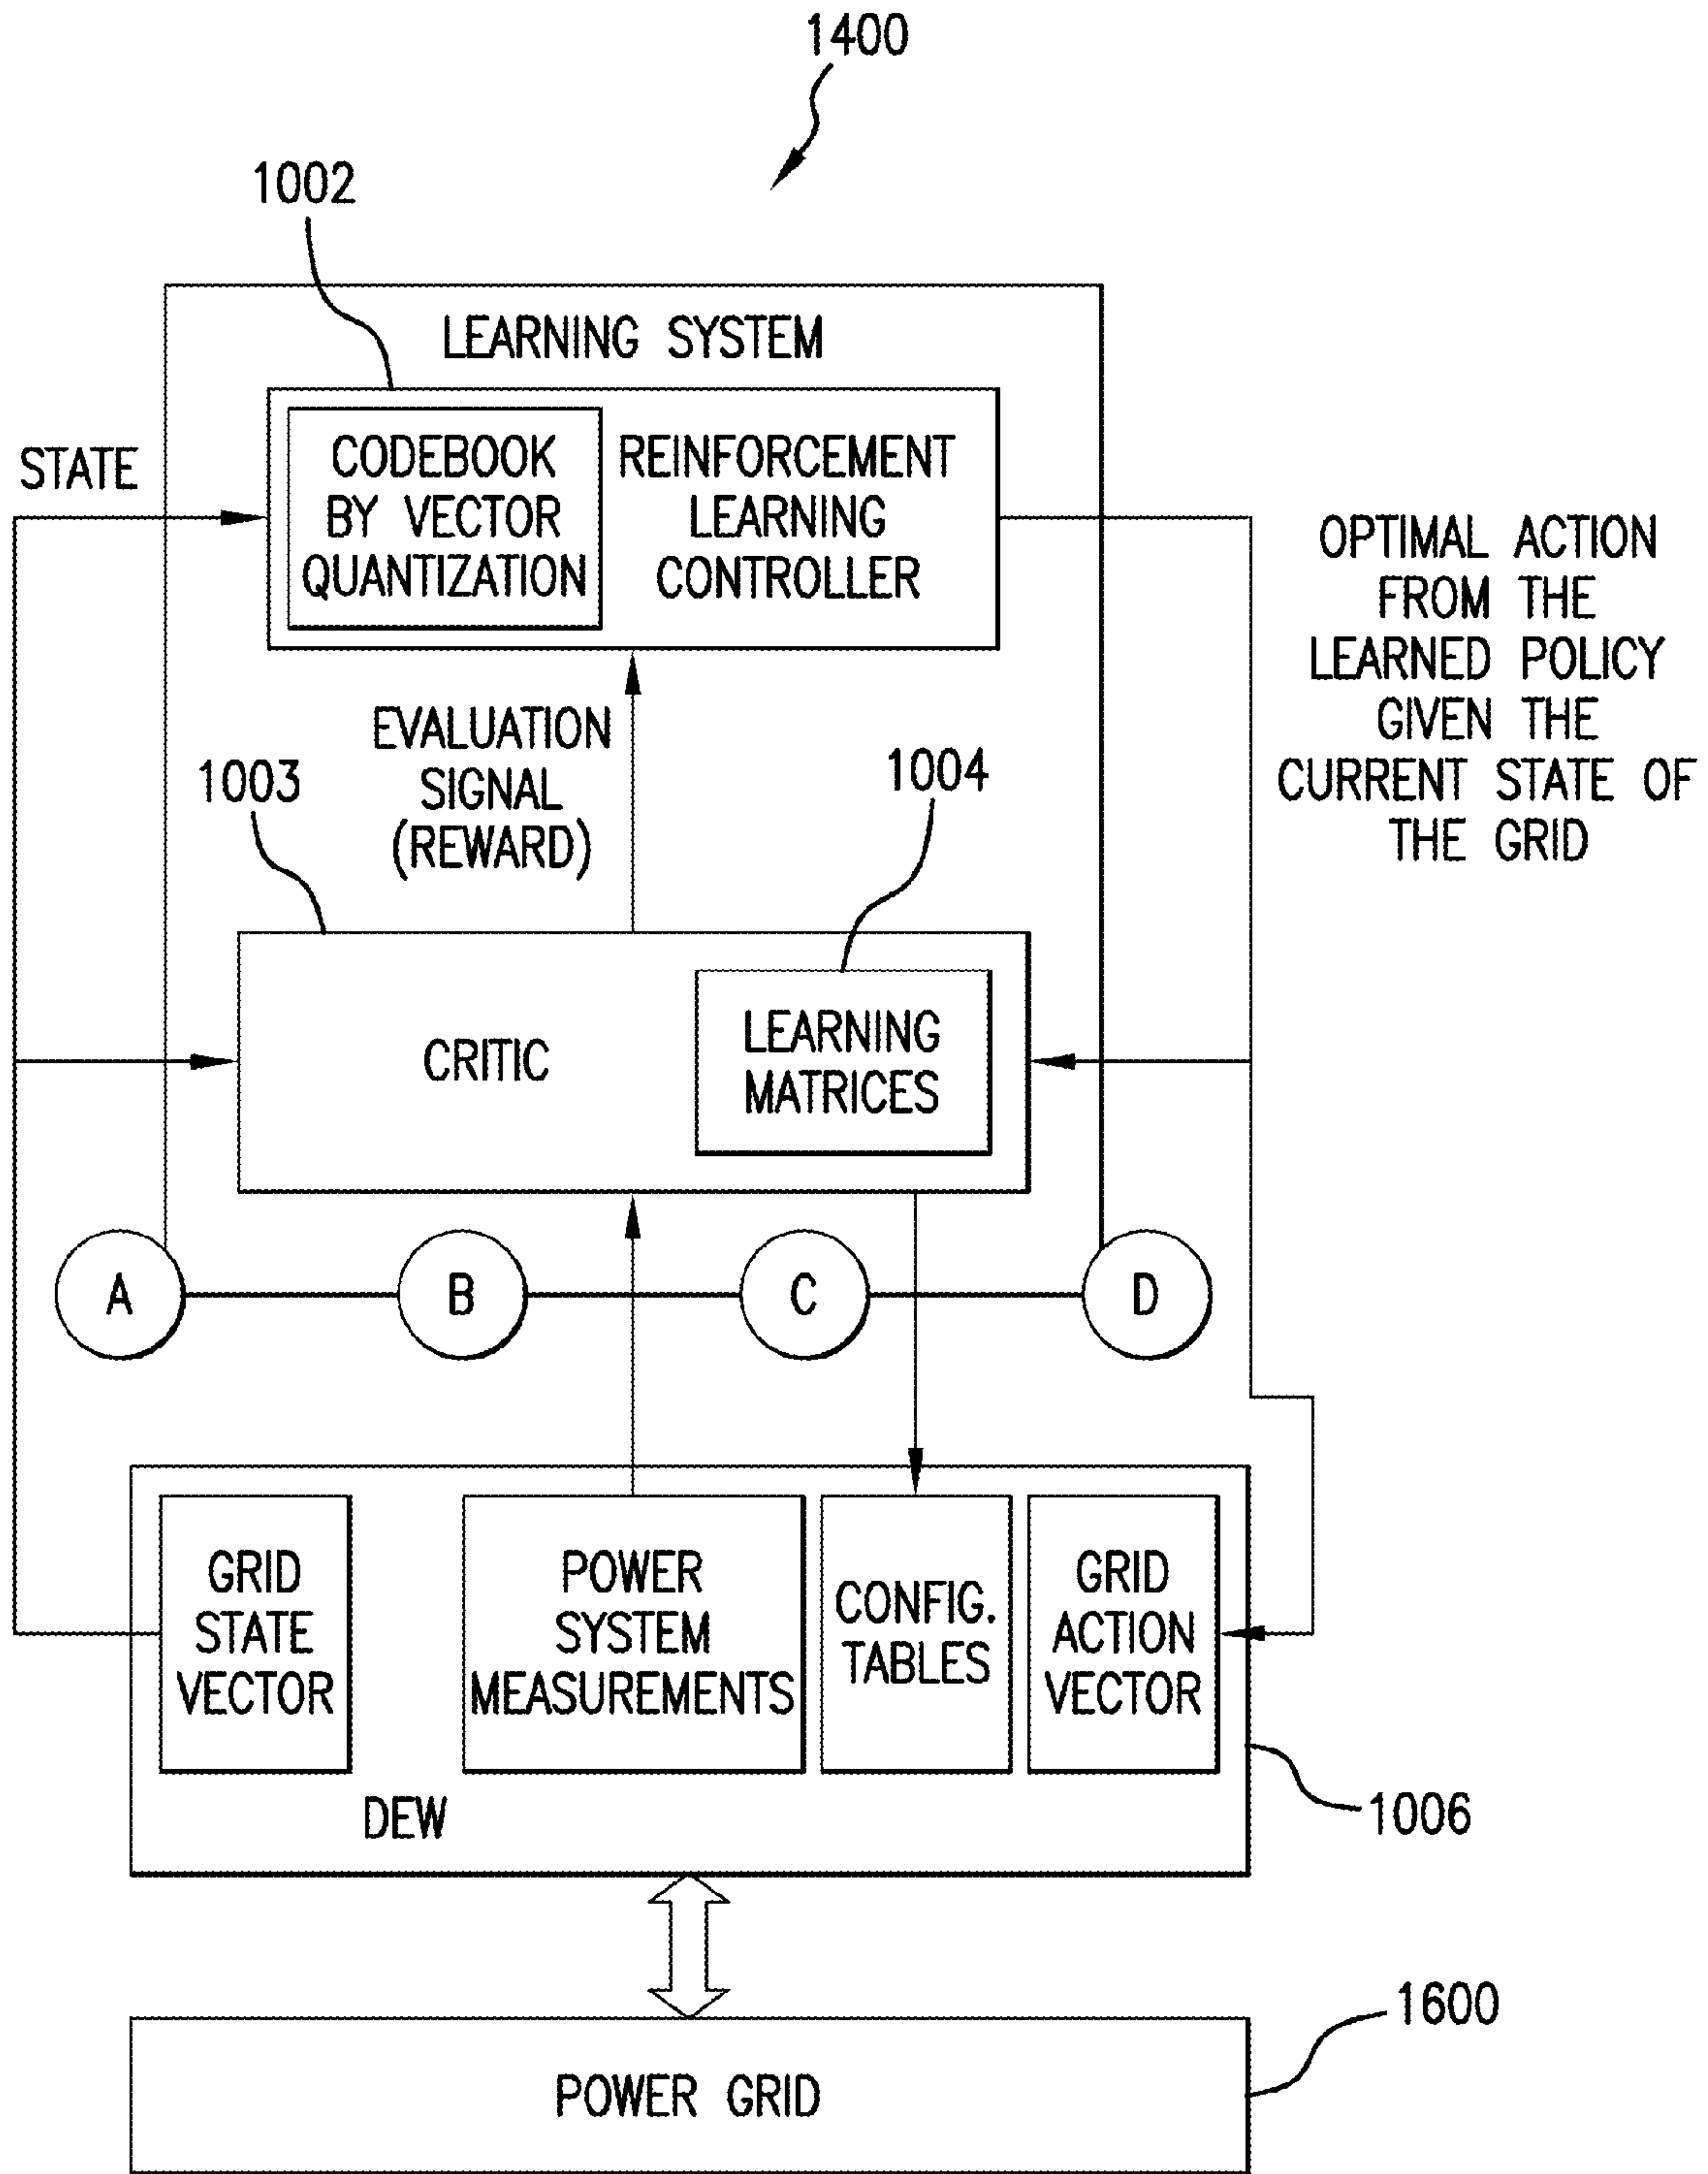 1400
1002
LEARNING SYSTEM
STATE
CODEBOOK
BY VECTOR
QUANTIZATION
REINFORCEMENT
LEARNING
CONTROLLER
OPTIMAL ACTION
FROM THE
LEARNED POLICY
GIVEN THE
CURRENT STATE OF
THE GRID
EVALUATION
SIGNAL
(REWARD)
1003
1004
CRITIC
LEARNING
MATRICES
A
B
C
D
GRID
STATE
VECTOR
POWER
SYSTEM
MEASUREMENTS
CONFIG.
TABLES
GRID
ACTION
VECTOR
DEW
1006
1600
POWER GRID